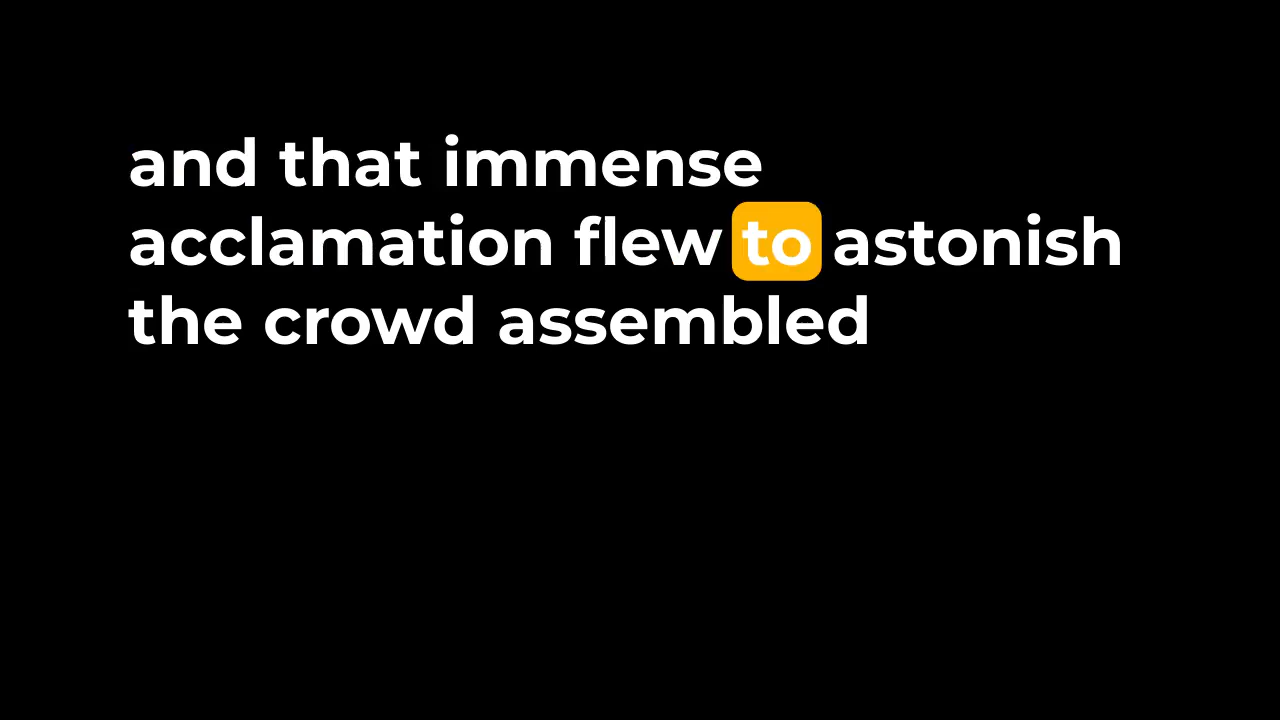 and that immense
acclamation flew to astonish
the crowd assembled